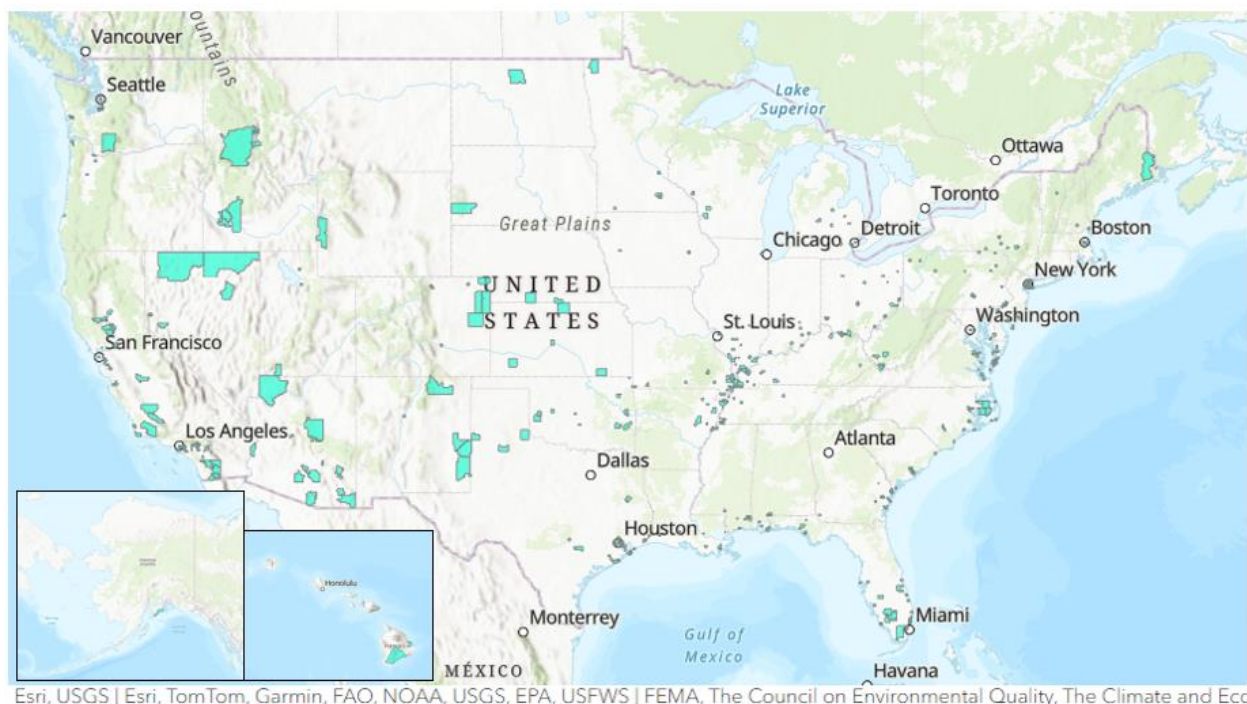 Vancouver
ountains
Seattle
Lake
Superior
Ottawa
Toronto
Great Plains
Chicago
Detroit
Boston
New York
UNITED
STATES
St. Louis
Washington
San Francisco
Los Angeles
Atlanta
Dallas
Houston
Honolulu
Monterrey
Miami
Gulf of
Mexico
MÉXICO
Havana
Esri, USGS | Esri, TomTom, Garmin, FAO, NOAA, USGS, EPA, USFWS | FEMA, The Council on Environmental Quality, The Climate and Eco